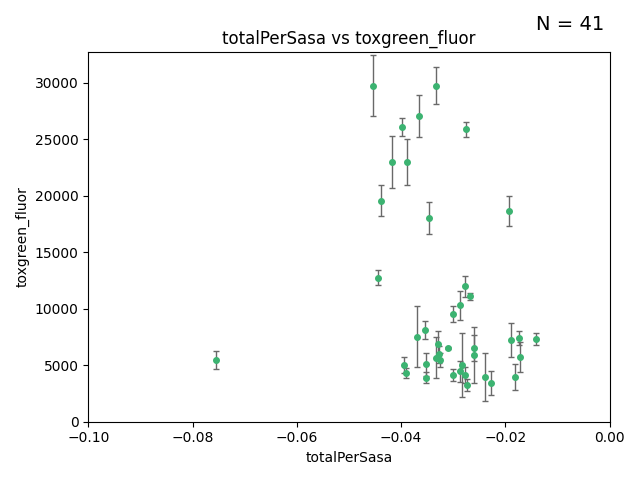 N = 41
totalPerSasa vs toxgreen_fluor
toxgreen_fluor
30000
25000
20000
15000
10000
5000
0
−0.10 −0.08 −0.06 −0.04 −0.02 0.00
totalPerSasa